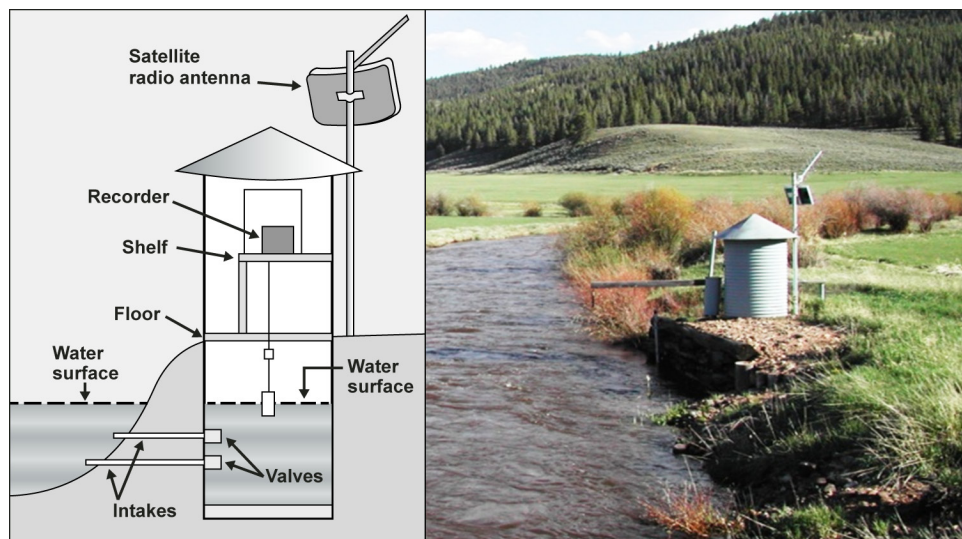 Satellite
radio antenna
Recorder
Shelf
Floor
Water
surface
Water
surface
Valves
Intakes